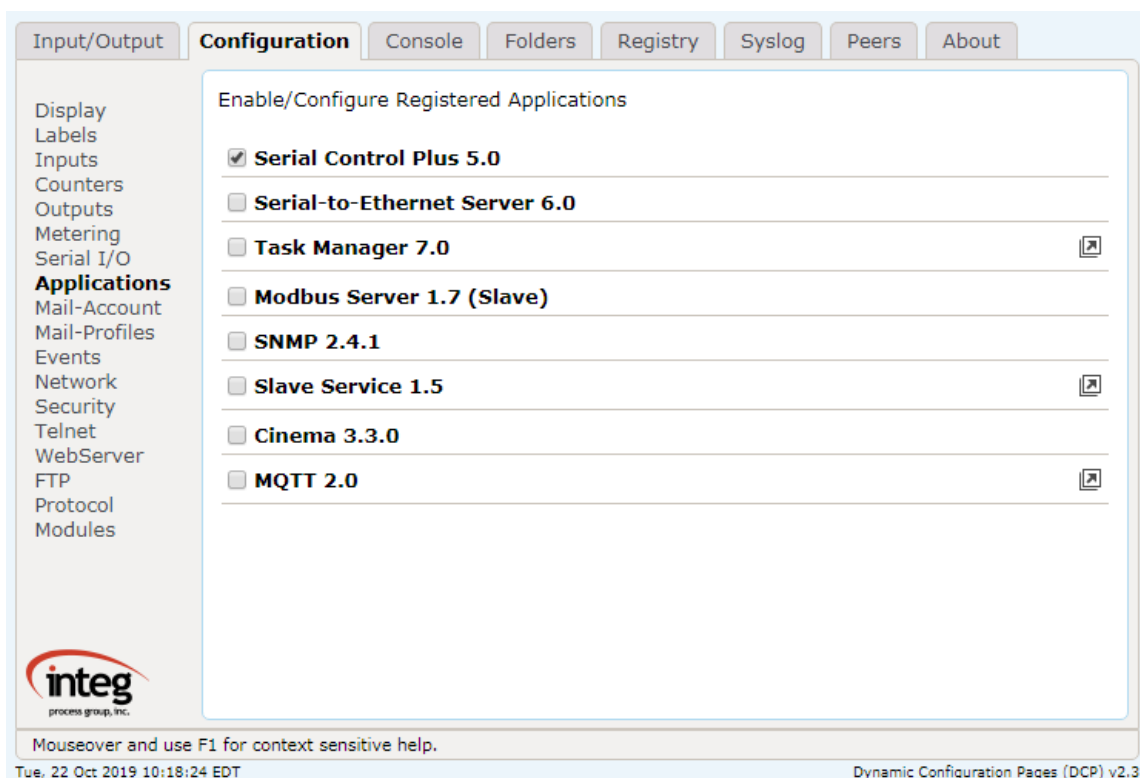 Input/Output Configuration Console Folders Registry Syslog Peers About
Display
Labels
Inputs
Counters
Outputs
Metering
Serial I/O
Applications
Mail-Account
Mail-Profiles
Events
Network
Security
Telnet
WebServer
FTP
Protocol
Modules
Enable/Configure Registered Applications
Serial Control Plus 5.0
Serial-to-Ethernet Server 6.0
Task Manager 7.0
Modbus Server 1.7 (Slave)
SNMP 2.4.1
Slave Service 1.5
Cinema 3.3.0
MQTT 2.0
integ
process group, inc.
Mouseover and use F1 for context sensitive help.
Tue, 22 Oct 2019 10:18:24 EDT Dynamic Configuration Pages (DCP) v2.3